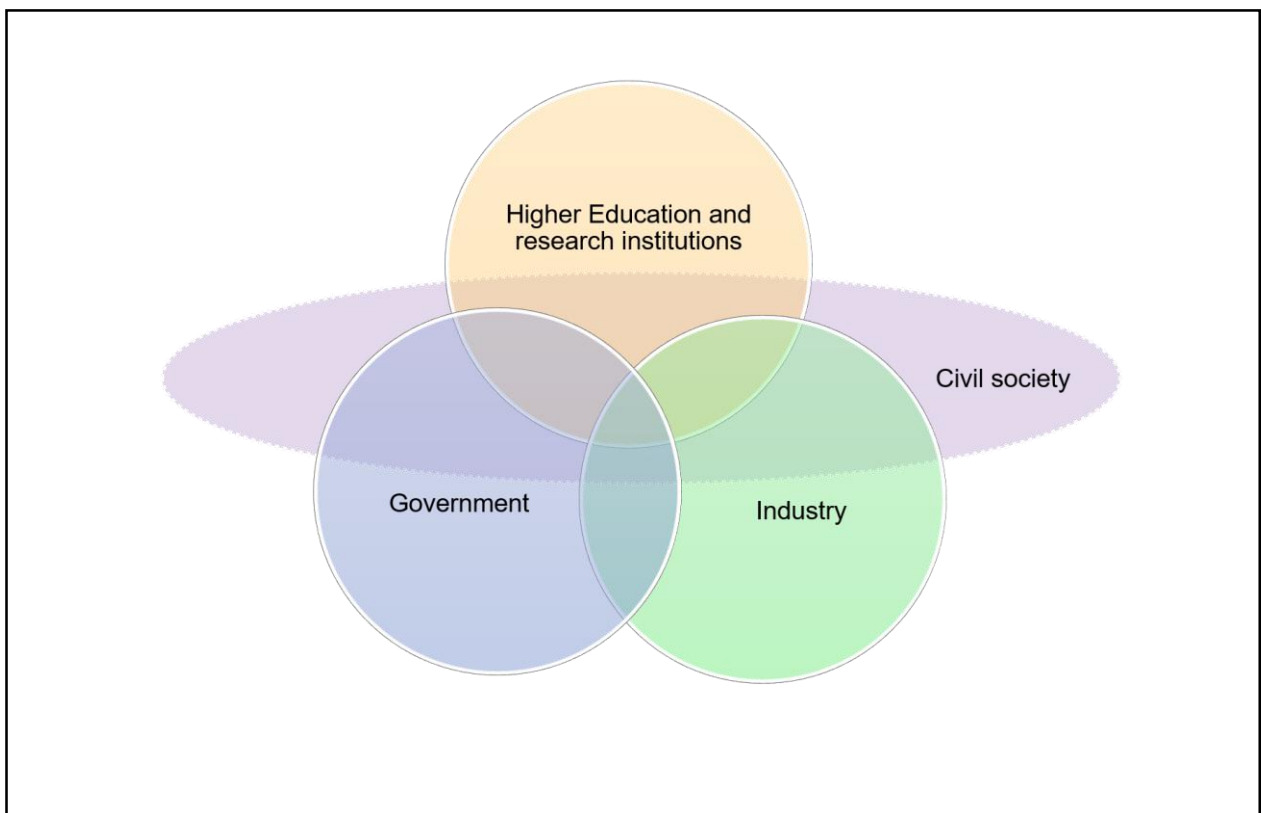 Higher Education and
research institutions
Civil society
Government
Industry